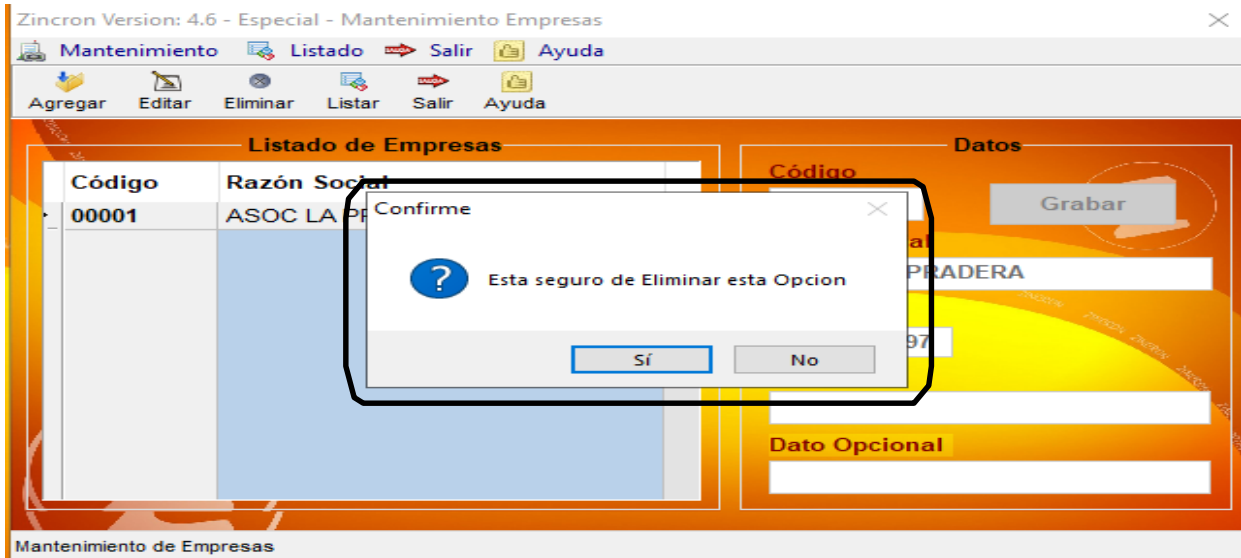 Zincron Version: 4.6 - Especial - Mantenimiento Empresas
Mantenimiento Listado Salir Ayuda
Agregar Editar Eliminar Listar Salir Ayuda
Listado de Empresas
Código Razón Social
00001 ASOC LA
Confirme
Esta seguro de Eliminar esta Opcion
Sí No
Datos
Código
Grabar
PRADERA
97
Dato Opcional
Mantenimiento de Empresas